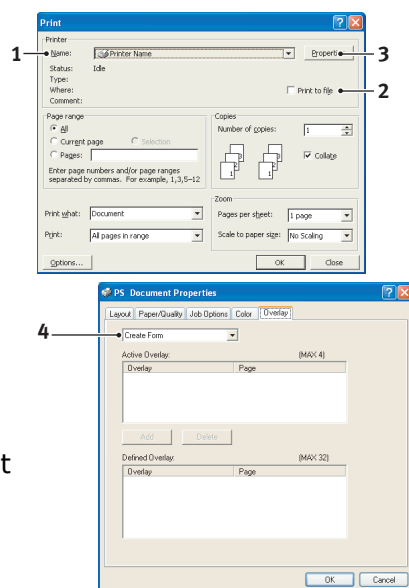 Print
Printer
1 Name: Printer Name Properti 3
Status: Idle
Type:
Where: Print to file 2
Comment:
Page range
All
Current page Selection
Pages:
Enter page numbers and/or page ranges
separated by commas. For example, 1,3,5-12
Copies
Number of copies: 1
Collate
Print what: Document
Print: All pages in range
Zoom
Pages per sheet: 1 page
Scale to paper size: No Scaling
Options... OK Close
PS Document Properties
Layout Paper/Quality Job Options Color Overlay
4 Create Form
Active Overlay: (MAX 4)
Overlay Page
Add Delete
Defined Overlay: (MAX 32)
Overlay Page
t
OK Cancel